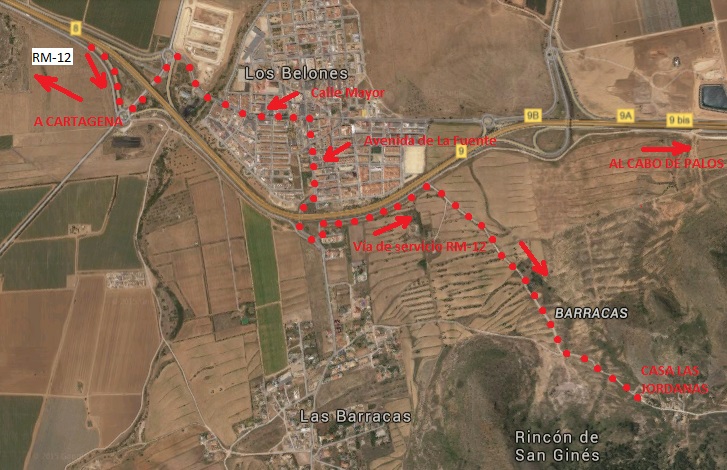 8
RM-12
Los Belones
Calle Mayor
A CARTAGENA
9B
9A
9 bis
Avenida de La Fuente
9
AL CABO DE PALOS
Vía de servicio RM-12
BARRACAS
CASA LAS
JORDANAS
Las Barracas
Rincón de
San Ginés